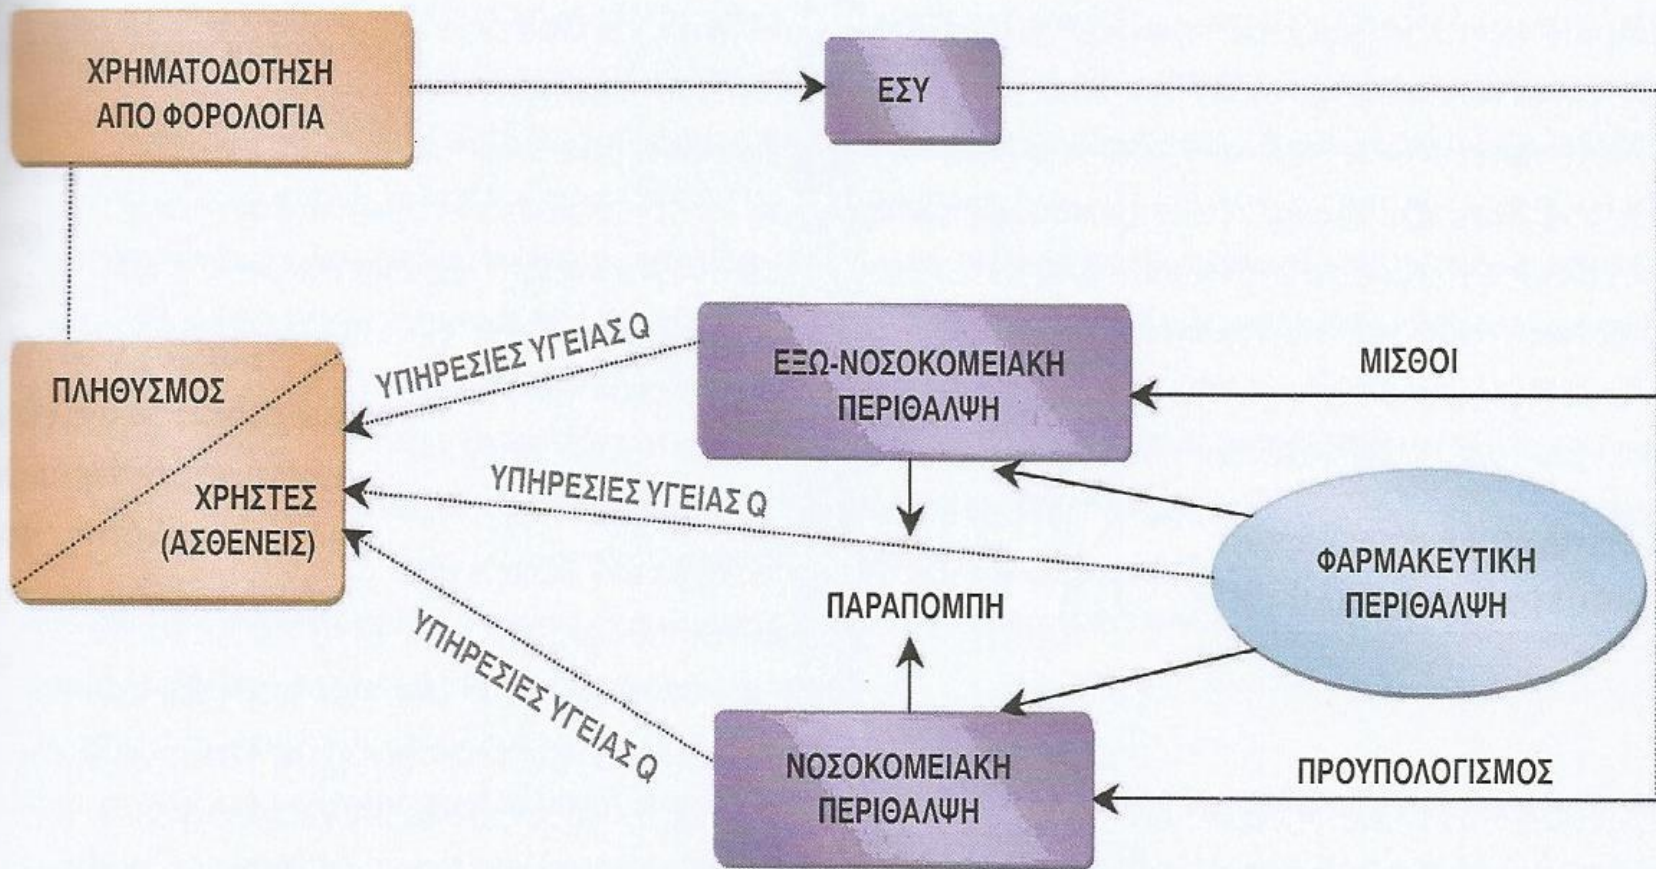 ΧΡΗΜΑΤΟΔΟΤΗΣΗ
ΑΠΟ ΦΟΡΟΛΟΓΙΑ
ΕΣΥ
ΠΛΗΘΥΣΜΟΣ
ΧΡΗΣΤΕΣ
(ΑΣΘΕΝΕΙΣ)
ΥΠΗΡΕΣΙΕΣ ΥΓΕΙΑΣ Q
ΕΞΩ-ΝΟΣΟΚΟΜΕΙΑΚΗ
ΠΕΡΙΘΑΛΨΗ
ΜΙΣΘΟΙ
ΥΠΗΡΕΣΙΕΣ ΥΓΕΙΑΣ Q
ΦΑΡΜΑΚΕΥΤΙΚΗ
ΠΕΡΙΘΑΛΨΗ
ΠΑΡΑΠΟΜΠΗ
ΥΠΗΡΕΣΙΕΣ ΥΓΕΙΑΣ Q
ΝΟΣΟΚΟΜΕΙΑΚΗ
ΠΕΡΙΘΑΛΨΗ
ΠΡΟΥΠΟΛΟΓΙΣΜΟΣ